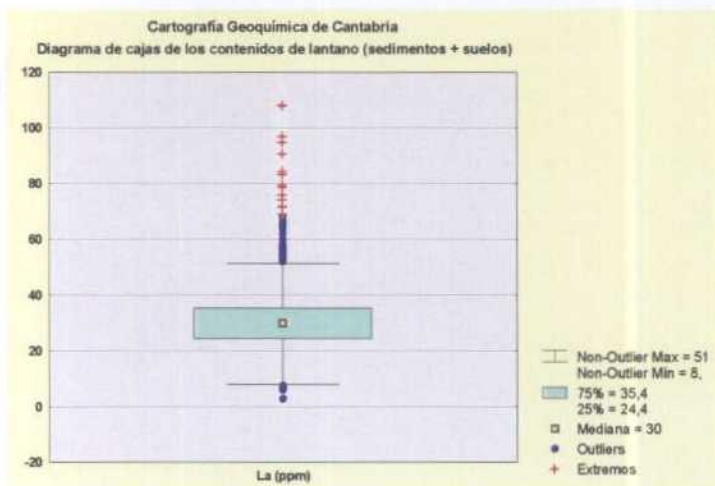 Cartografía Geoquímica de Cantabria
Diagrama de cajas de los contenidos de lantano (sedimentos + suelos)
120
100
80
60
40
20
0
-20
La (ppm)
Non-Outlier Max = 51
Non-Outlier Min = 8,
75% = 35,4
25% = 24,4
Mediana = 30
Outliers
Extremos